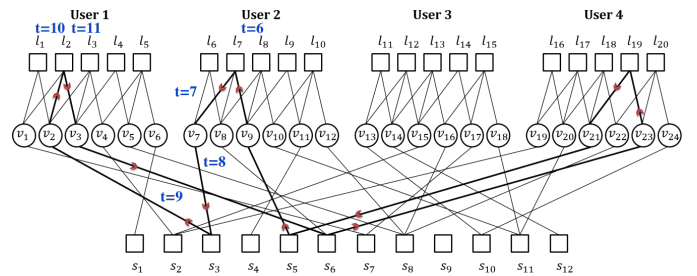 User 1 User 2 User 3 User 4
t=10 t=11 t=6
l₁ l₂ l₃ l₄ l₅ l₆ l₇ l₈ l₉ l₁₀ l₁₁ l₁₂ l₁₃ l₁₄ l₁₅ l₁₆ l₁₇ l₁₈ l₁₉ l₂₀
t=7
v₁ v₂ v₃ v₄ v₅ v₆ v₇ v₈ v₉ v₁₀ v₁₁ v₁₂ v₁₃ v₁₄ v₁₅ v₁₆ v₁₇ v₁₈ v₁₉ v₂₀ v₂₁ v₂₂ v₂₃ v₂₄
t=8
t=9
s₁ s₂ s₃ s₄ s₅ s₆ s₇ s₈ s₉ s₁₀ s₁₁ s₁₂